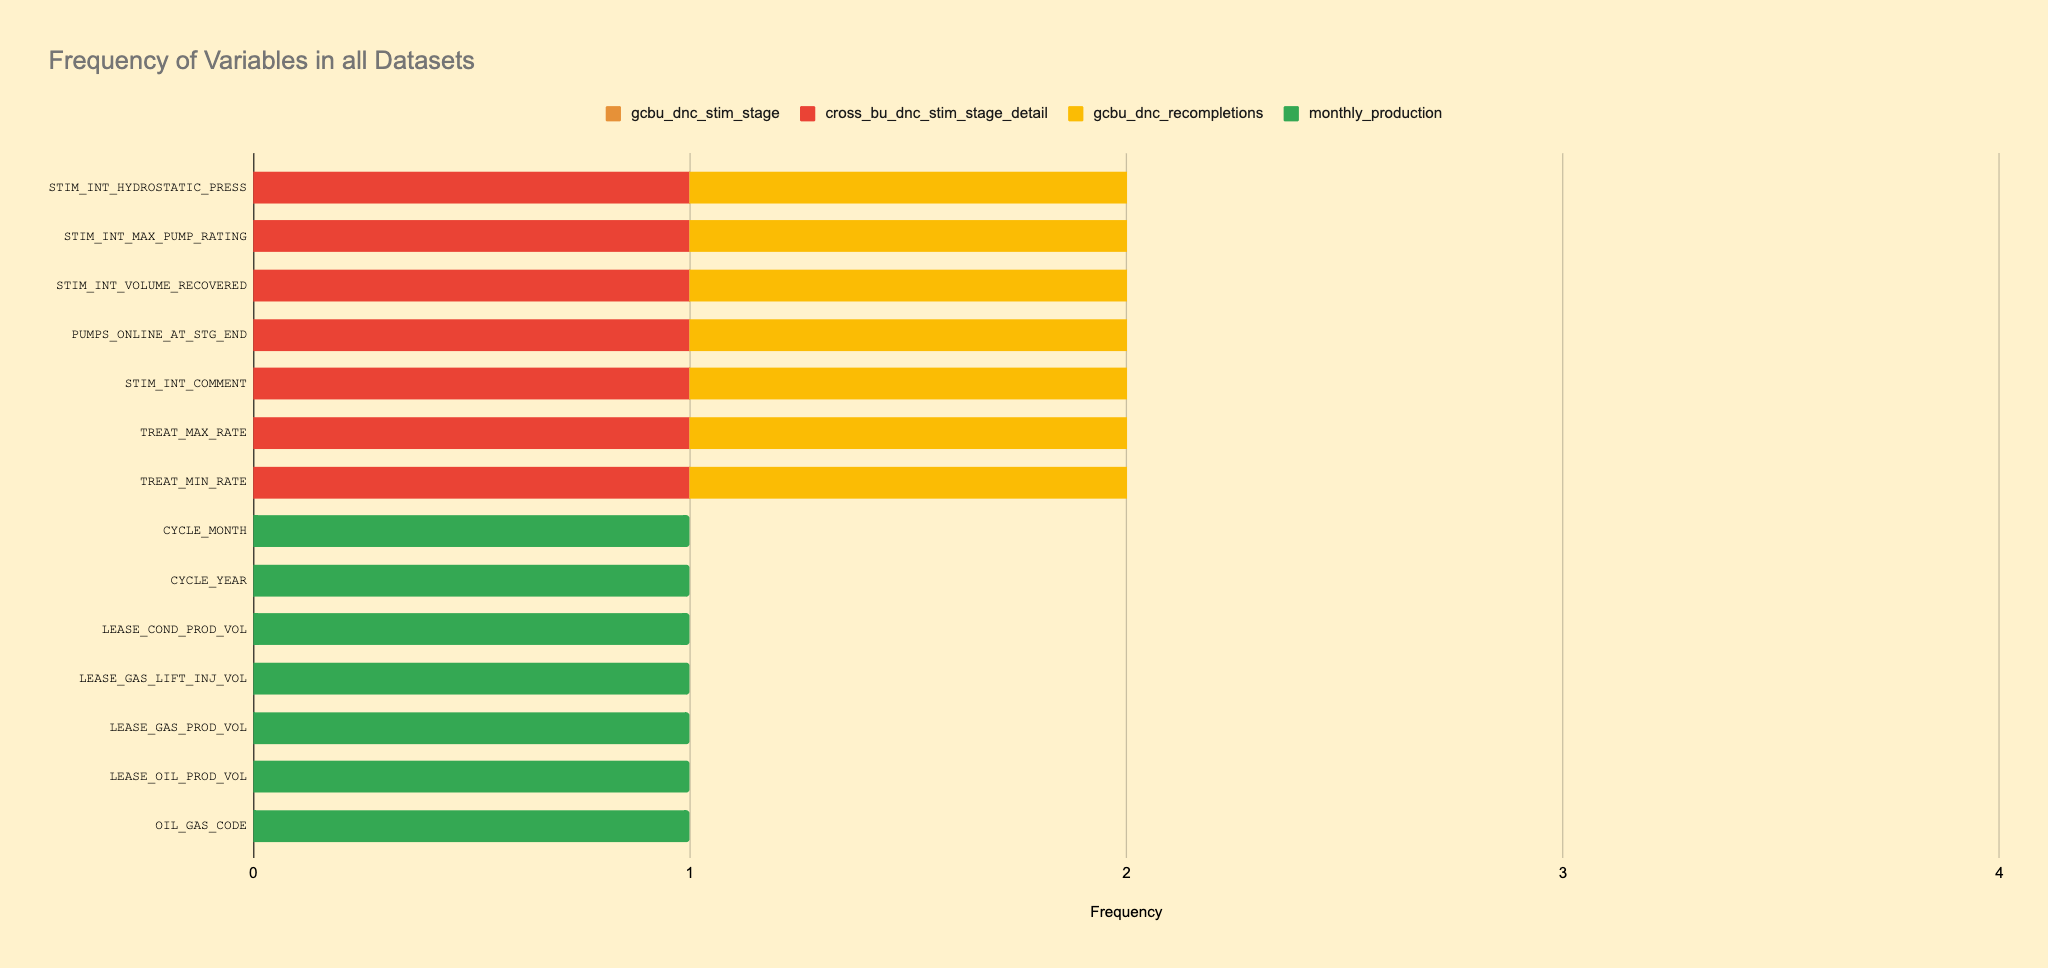 Frequency of Variables in all Datasets
gcbu_dnc_stim_stage cross_bu_dnc_stim_stage_detail gcbu_dnc_recompletions monthly_production
STIM_INT_HYDROSTATIC_PRESS
STIM_INT_MAX_PUMP_RATING
STIM_INT_VOLUME_RECOVERED
PUMPS_ONLINE_AT_STG_END
STIM_INT_COMMENT
TREAT_MAX_RATE
TREAT_MIN_RATE
CYCLE_MONTH
CYCLE_YEAR
LEASE_COND_PROD_VOL
LEASE_GAS_LIFT_INJ_VOL
LEASE_GAS_PROD_VOL
LEASE_OIL_PROD_VOL
OIL_GAS_CODE
0 1 2 3 4
Frequency